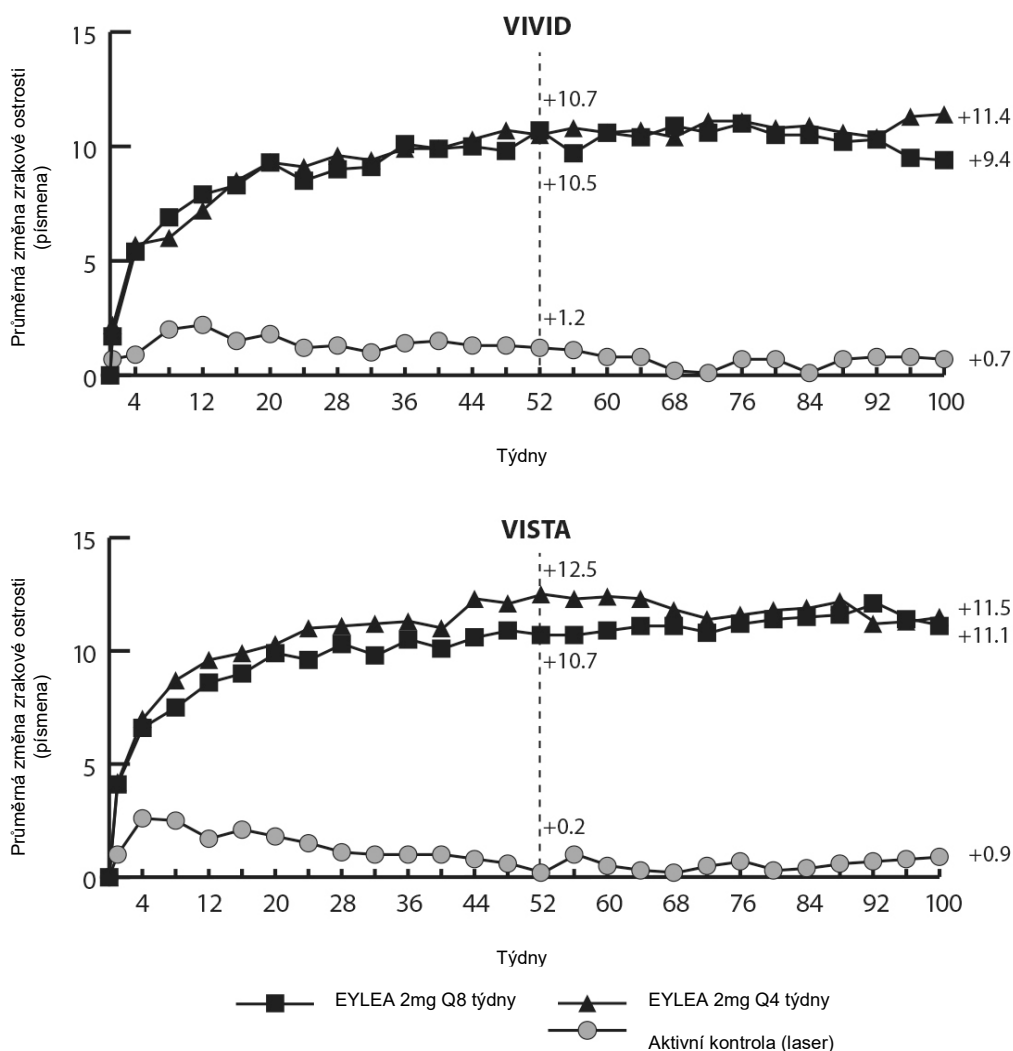 VIVID
15
10
5
0
+10.7
+10.5
+1.2
+11.4
+9.4
+0.7
Průměrná změna zrakové ostrosti
(písmena)
4 12 20 28 36 44 52 60 68 76 84 92 100
Týdny
VISTA
15
10
5
0
+12.5
+10.7
+0.2
+11.5
+11.1
+0.9
Průměrná změna zrakové ostrosti
(písmena)
4 12 20 28 36 44 52 60 68 76 84 92 100
Týdny
EYLEA 2mg Q8 týdny EYLEA 2mg Q4 týdny
Aktivní kontrola (laser)